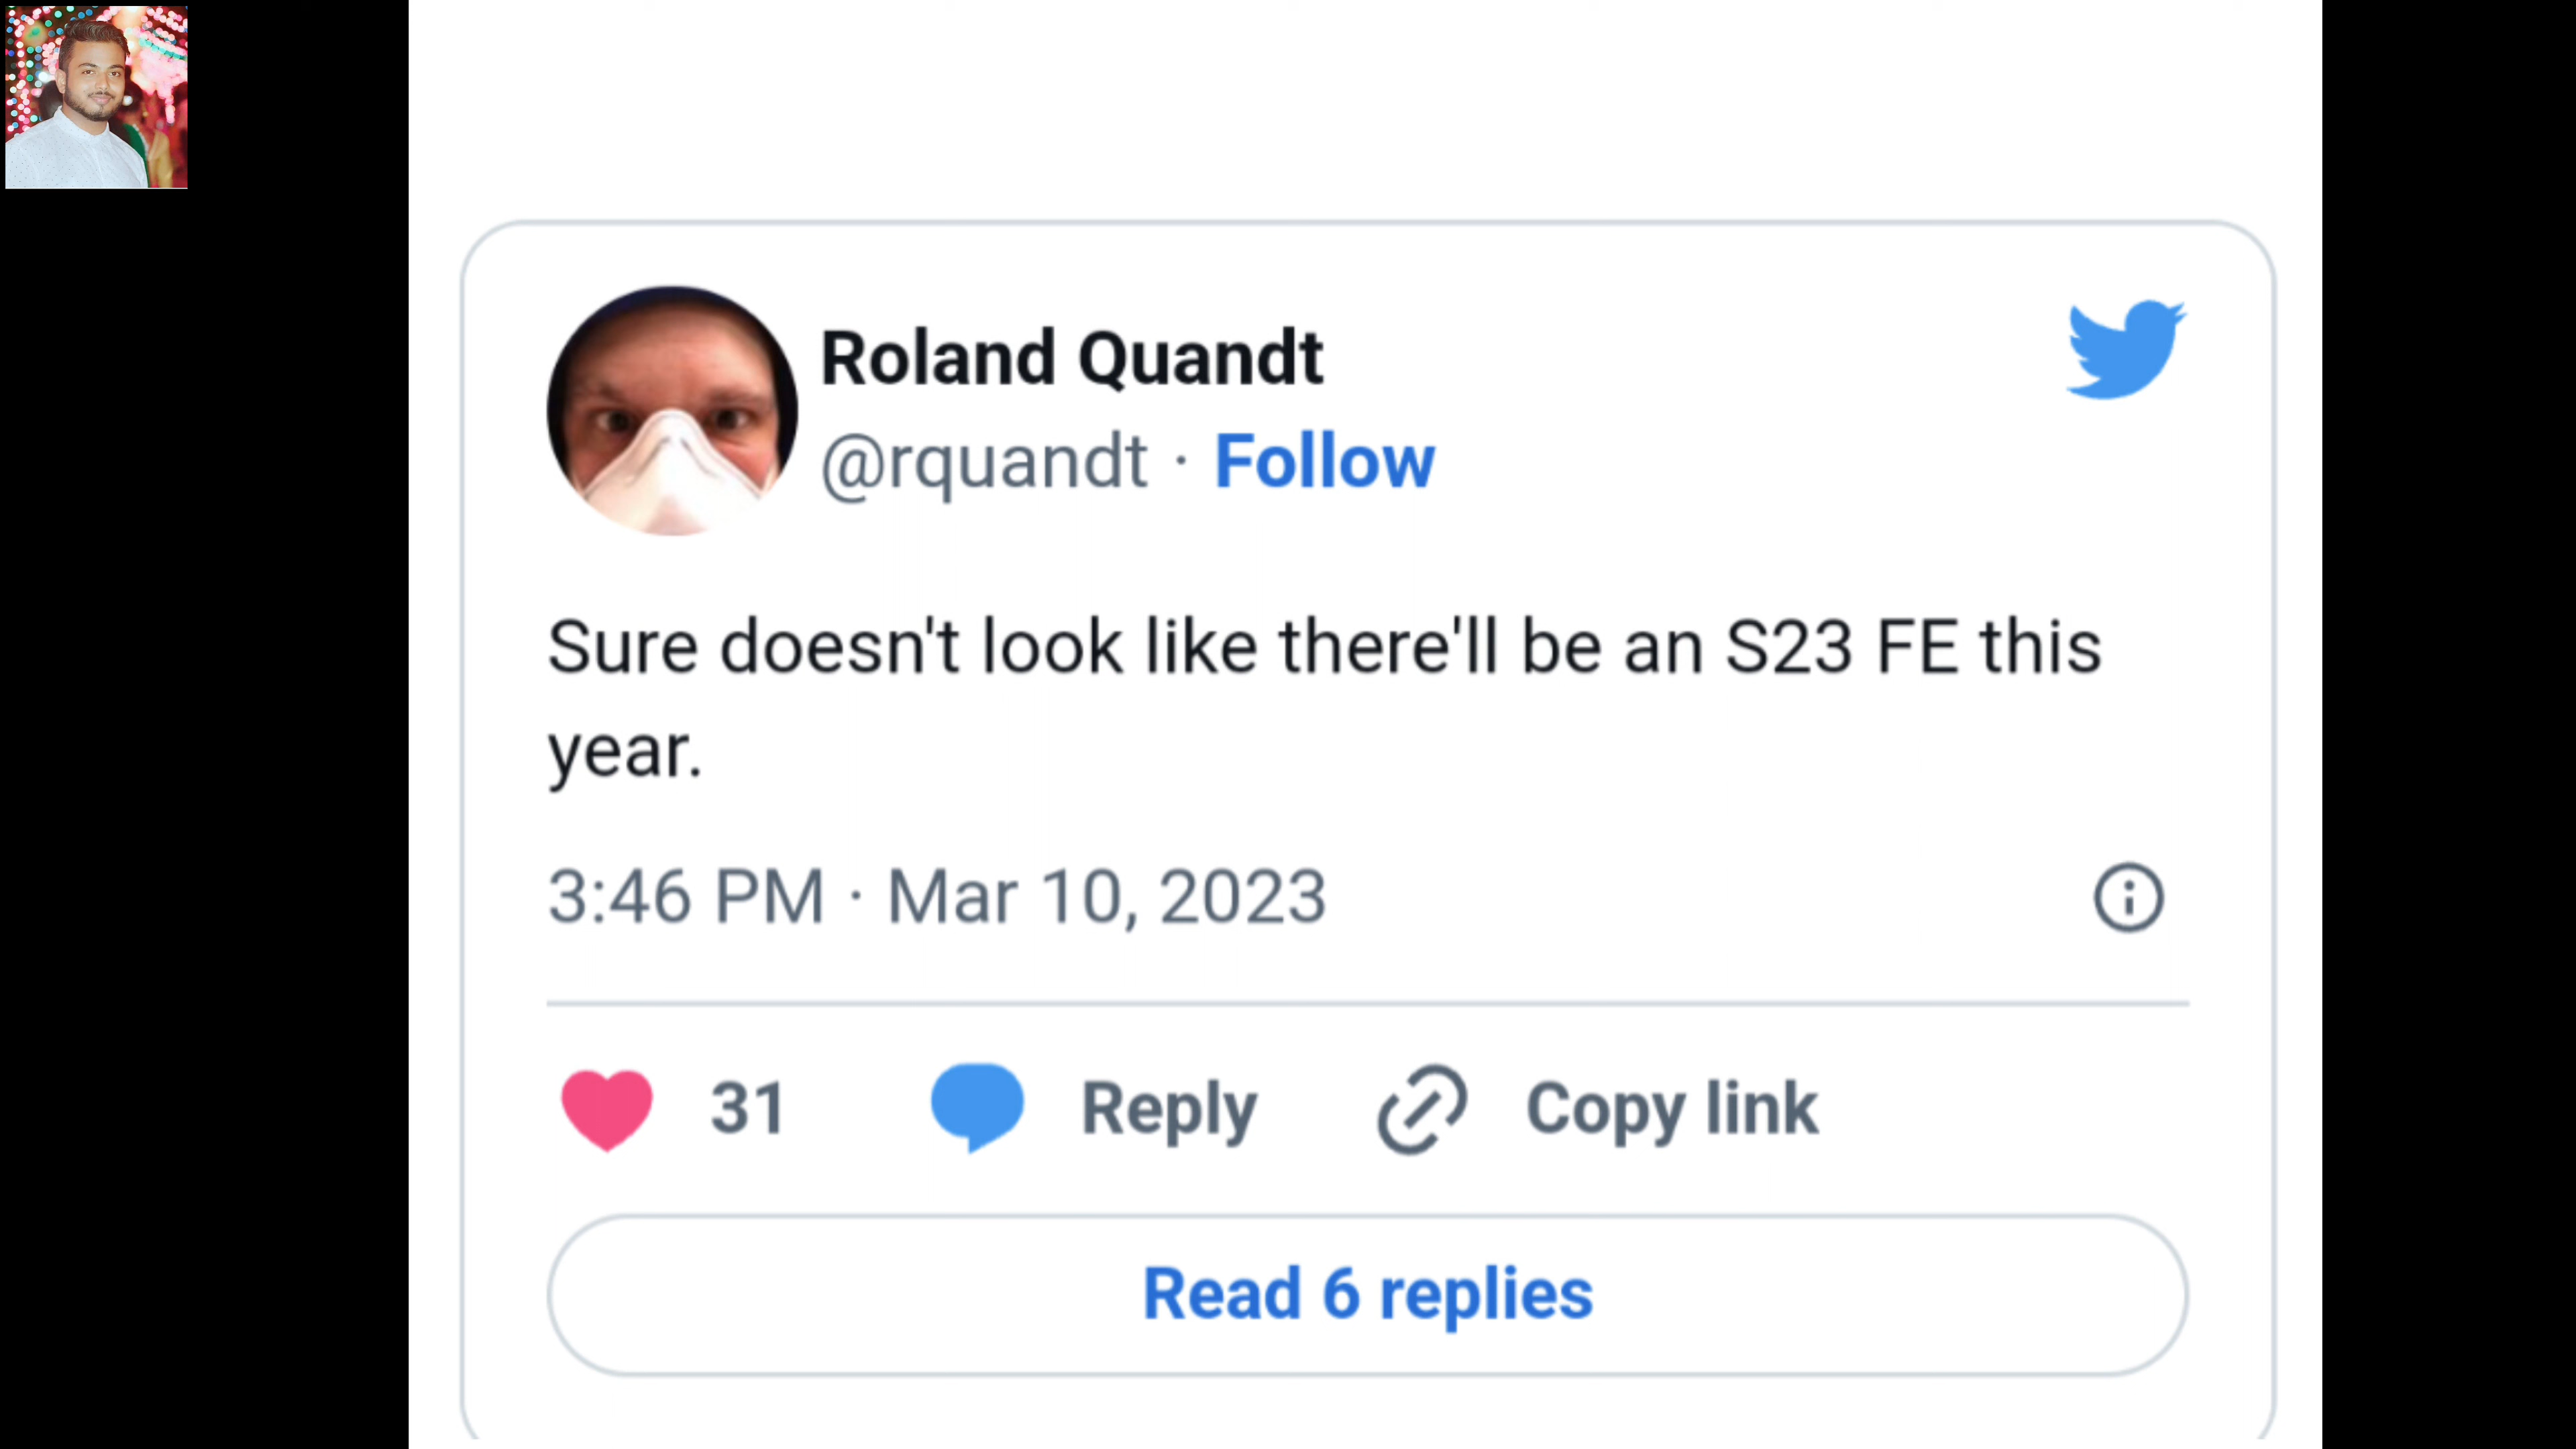 Roland Quandt
@rquandt · Follow
Sure doesn't look like there'll be an S23 FE this
year.
3:46 PM · Mar 10, 2023
31 Reply Copy link
Read 6 replies